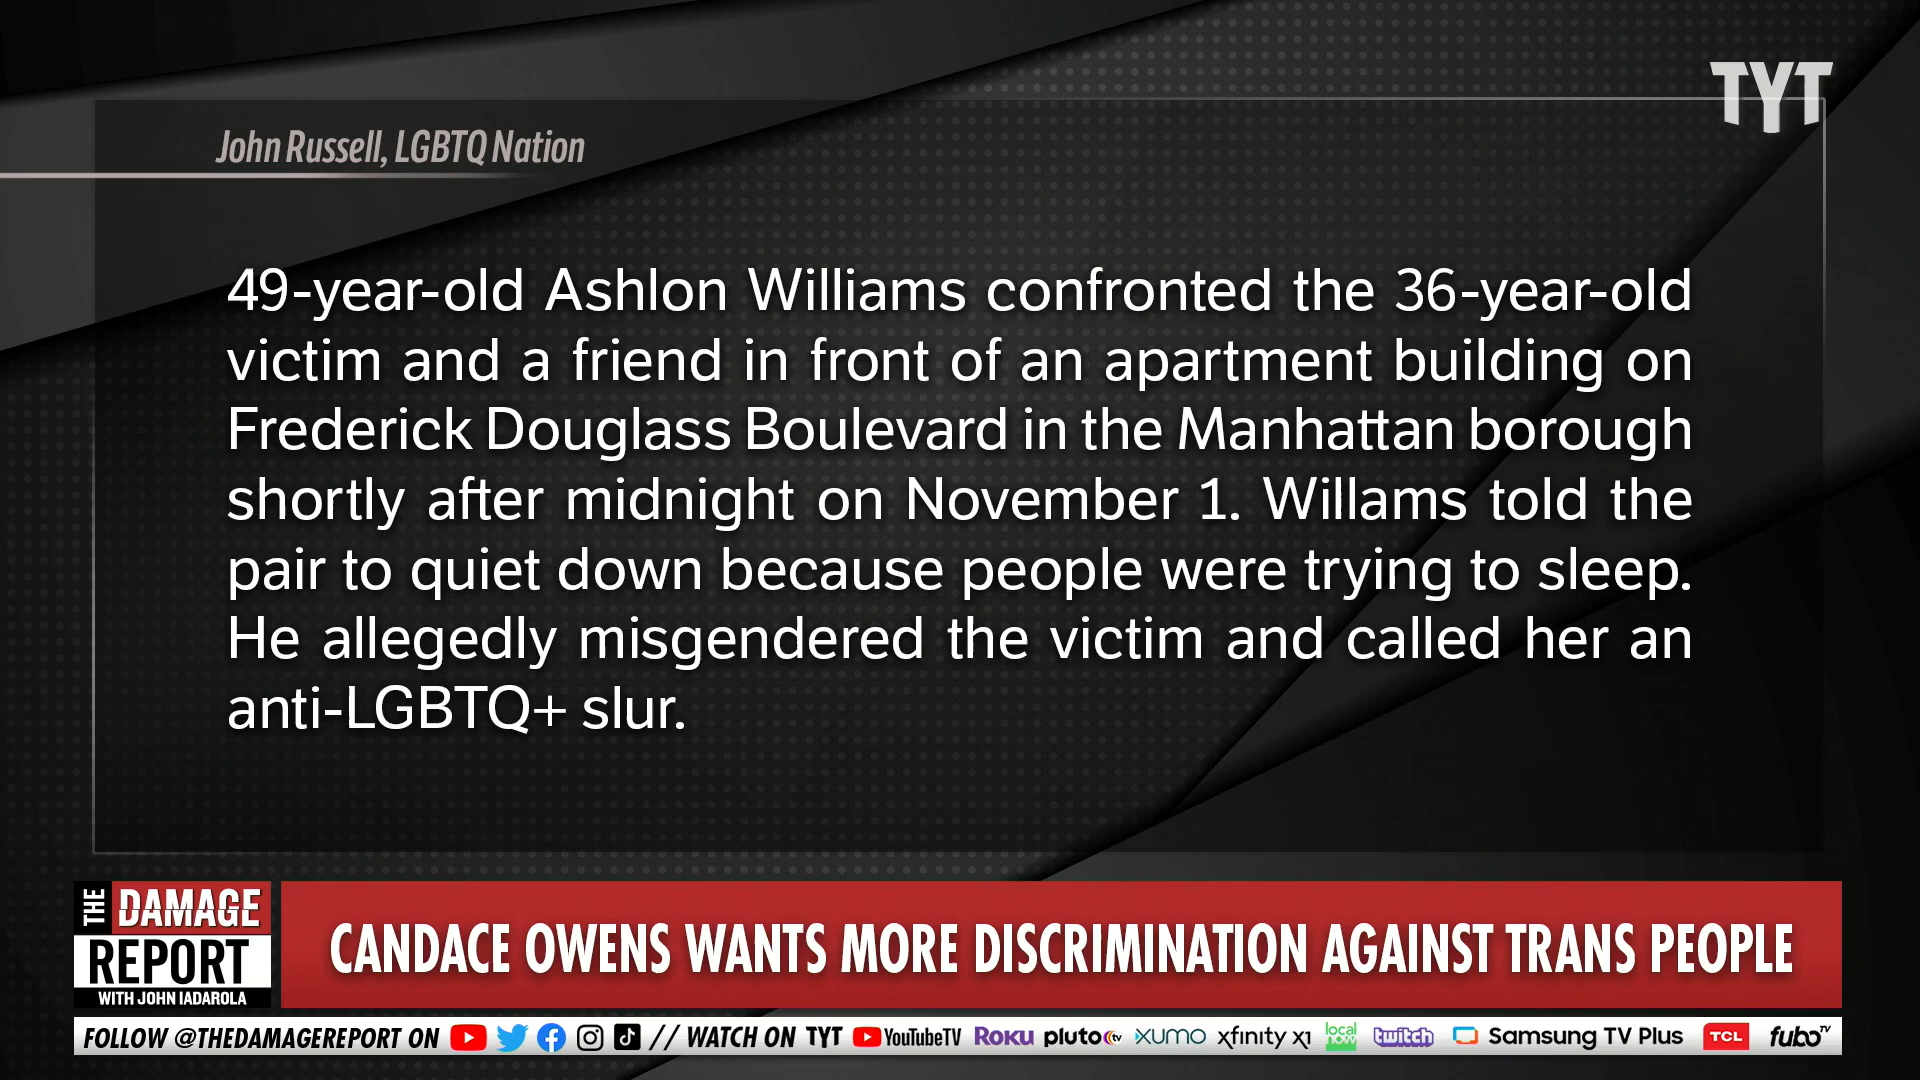 TYT
John Russell, LGBTQ Nation
49-year-old Ashlon Williams confronted the 36-year-old
victim and a friend in front of an apartment building on
Frederick Douglass Boulevard in the Manhattan borough
shortly after midnight on November 1. Willams told the
pair to quiet down because people were trying to sleep.
He allegedly misgendered the victim and called her an
anti-LGBTQ+ slur.
THE DAMAGE
REPORT
WITH JOHN IADAROLA
CANDACE OWENS WANTS MORE DISCRIMINATION AGAINST TRANS PEOPLE
FOLLOW @THEDAMAGEREPORT ON // WATCH ON TYT YouTubeTV ROKU pluto tv XUMO xfinity x1 local now twitch Samsung TV Plus TCL fubo TV